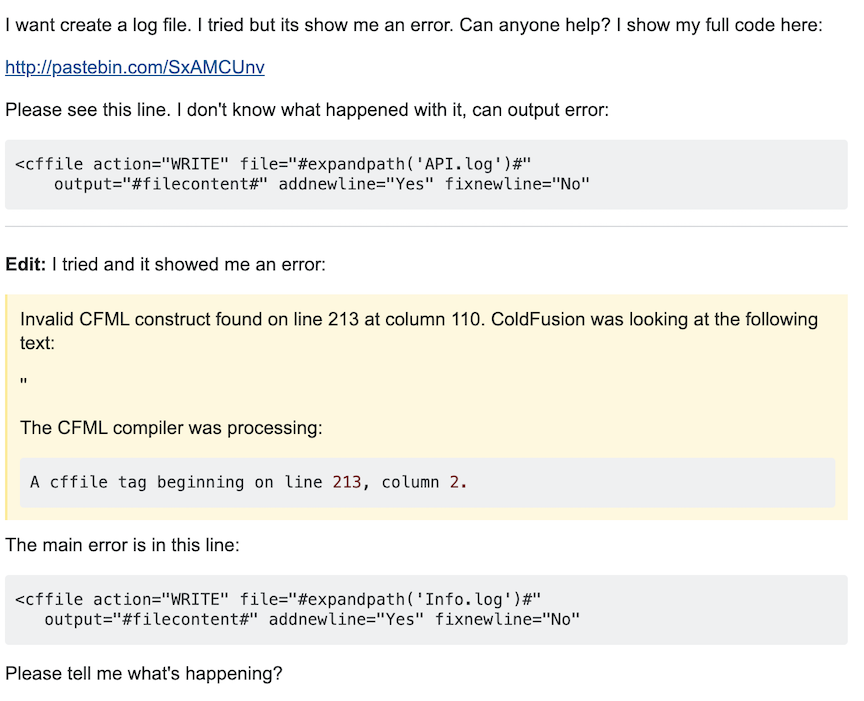 I want create a log file. I tried but its show me an error. Can anyone help? I show my full code here:
http://pastebin.com/SxAMCUnv
Please see this line. I don't know what happened with it, can output error:
<cffile action="WRITE" file="#expandpath('API.log')#"
    output="#filecontent#" addnewline="Yes" fixnewline="No"
Edit: I tried and it showed me an error:
Invalid CFML construct found on line 213 at column 110. ColdFusion was looking at the following
text:
"
The CFML compiler was processing:
A cffile tag beginning on line 213, column 2.
The main error is in this line:
<cffile action="WRITE" file="#expandpath('Info.log')#"
   output="#filecontent#" addnewline="Yes" fixnewline="No"
Please tell me what's happening?